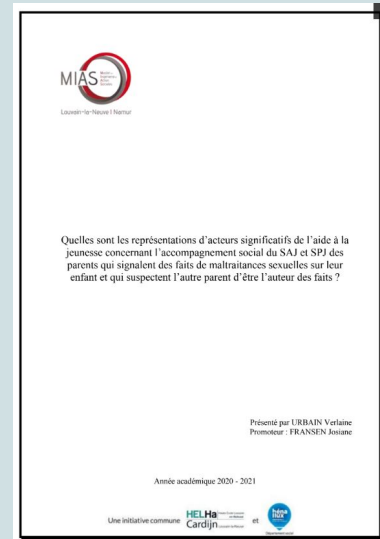 MIAS
Louvain-la-Neuve | Namur
Quelles sont les représentations d'acteurs significatifs de l'aide à la
jeunesse concernant l'accompagnement social du SAJ et SPJ des
parents qui signalent des faits de maltraitances sexuelles sur leur
enfant et qui suspectent l'autre parent d'être l'auteur des faits ?
Présenté par URBAIN Verlaine
Promoteur : FRANSEN Josiane
Année académique 2020 - 2021
Une initiative commune HELHa Cardijn et
Département social